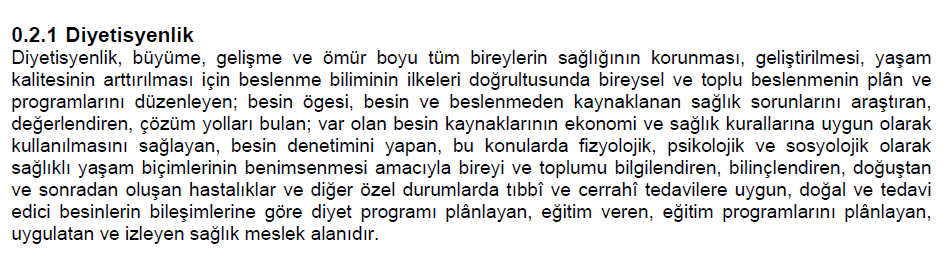 0.2.1 Diyetisyenlik
Diyetisyenlik, büyüme, gelişme ve ömür boyu tüm bireylerin sağlığının korunması, geliştirilmesi, yaşam
kalitesinin arttırılması için beslenme biliminin ilkeleri doğrultusunda bireysel ve toplu beslenmenin plân ve
programlarını düzenleyen; besin ögesi, besin ve beslenmeden kaynaklanan sağlık sorunlarını araştıran,
değerlendiren, çözüm yolları bulan; var olan besin kaynaklarının ekonomi ve sağlık kurallarına uygun olarak
kullanılmasını sağlayan, besin denetimini yapan, bu konularda fizyolojik, psikolojik ve sosyolojik olarak
sağlıklı yaşam biçimlerinin benimsenmesi amacıyla bireyi ve toplumu bilgilendiren, bilinçlendiren, doğuştan
ve sonradan oluşan hastalıklar ve diğer özel durumlarda tıbbî ve cerrahî tedavilere uygun, doğal ve tedavi
edici besinlerin bileşimlerine göre diyet programı plânlayan, eğitim veren, eğitim programlarını plânlayan,
uygulatan ve izleyen sağlık meslek alanıdır.